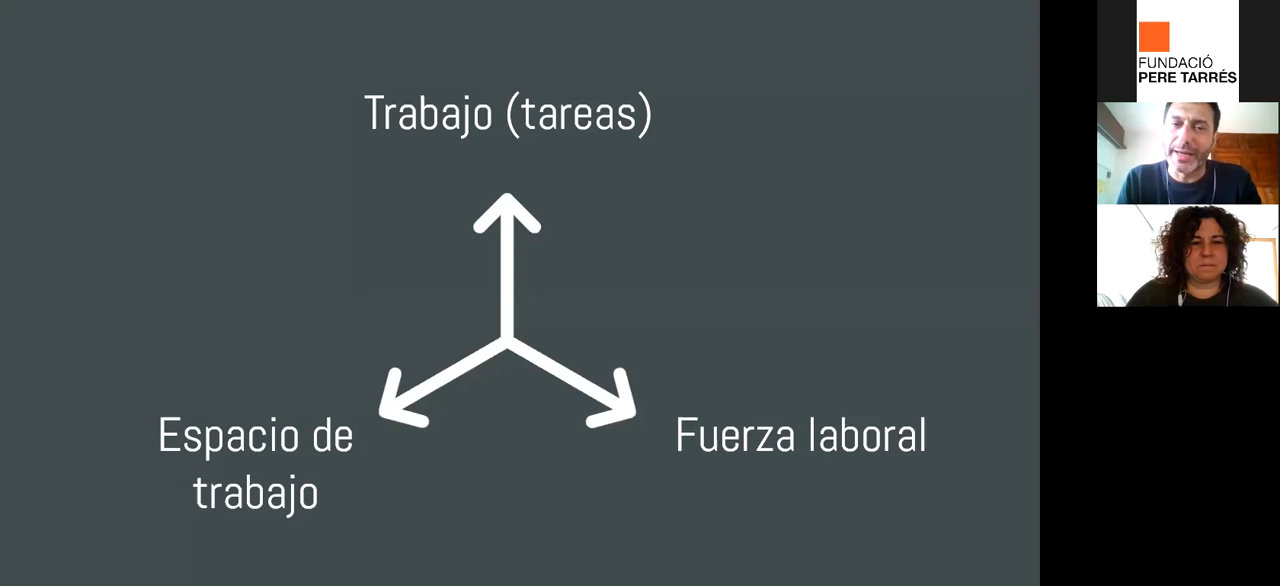 Trabajo (tareas)
Espacio de
trabajo
Fuerza laboral
FUNDACIÓ
PERE TARRÉS